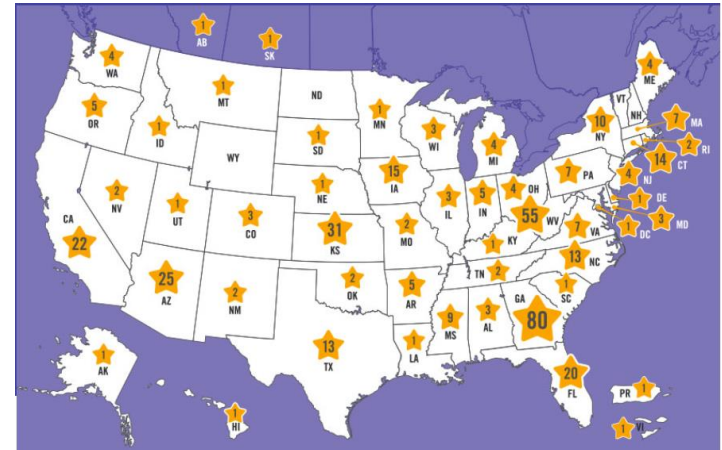 1
AB
1
SK
4
WA
5
OR
1
ID
1
MT
ND
1
SD
WY
1
NE
2
NV
1
UT
3
CO
CA
22
25
AZ
2
NM
31
KS
2
OK
13
TX
1
MN
15
IA
2
MO
5
AR
1
LA
3
WI
3
IL
4
MI
5
IN
4
OH
1
KY
TN
2
9
MS
3
AL
GA
80
20
FL
1
SC
13
NC
7
VA
55
WV
7
PA
10
NY
VT
NH
4
ME
7
MA
2
RI
14
CT
4
NJ
1
DE
3
MD
1
DC
1
AK
1
HI
PR
1
1
VI